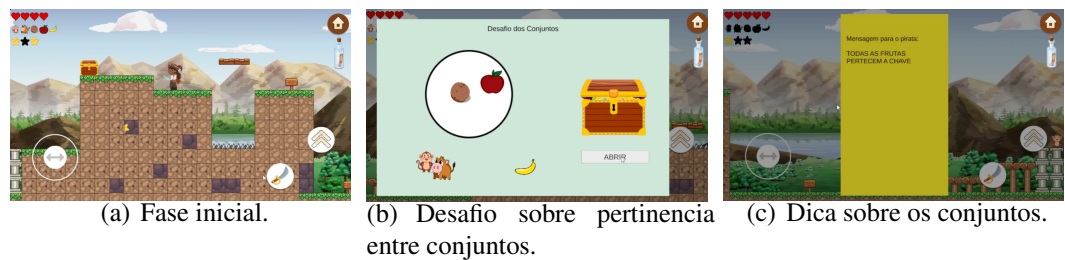 Desafio dos Conjuntos
ABRIR
Mensagem para o pirata:
TODAS AS FRUTAS
PERTECEM A CHAVE
(a) Fase inicial.
(b) Desafio sobre pertinencia
entre conjuntos.
(c) Dica sobre os conjuntos.